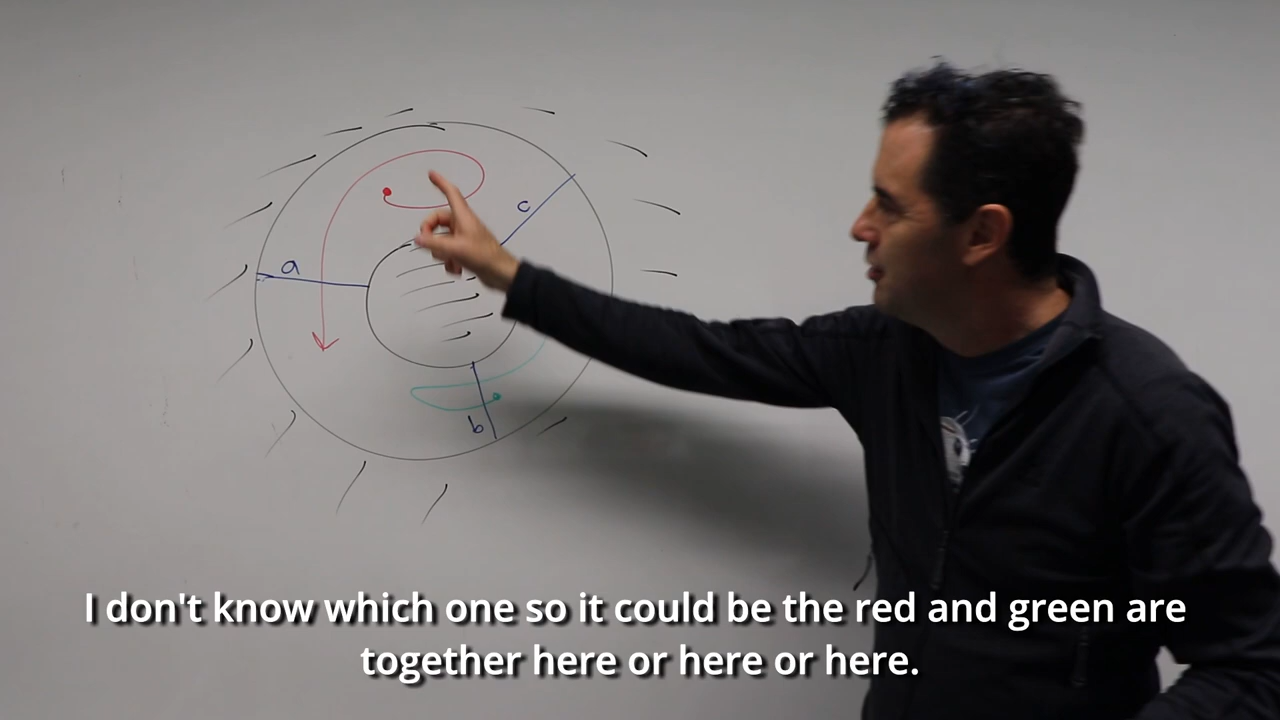 c
a
b
I don't know which one so it could be the red and green are
together here or here or here.